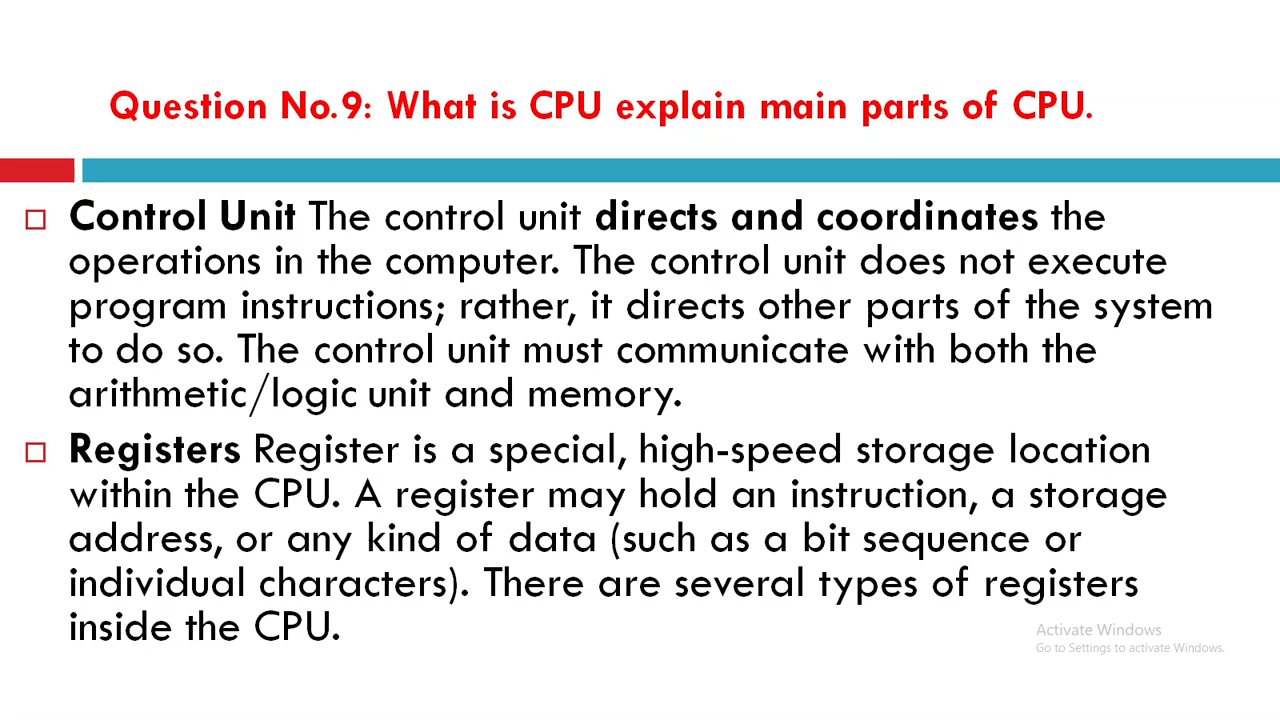 Question No.9: What is CPU explain main parts of CPU.
Control Unit The control unit directs and coordinates the
operations in the computer. The control unit does not execute
program instructions; rather, it directs other parts of the system
to do so. The control unit must communicate with both the
arithmetic/logic unit and memory.
Registers Register is a special, high-speed storage location
within the CPU. A register may hold an instruction, a storage
address, or any kind of data (such as a bit sequence or
individual characters). There are several types of registers
inside the CPU.
Activate Windows
Go to Settings to activate Windows.